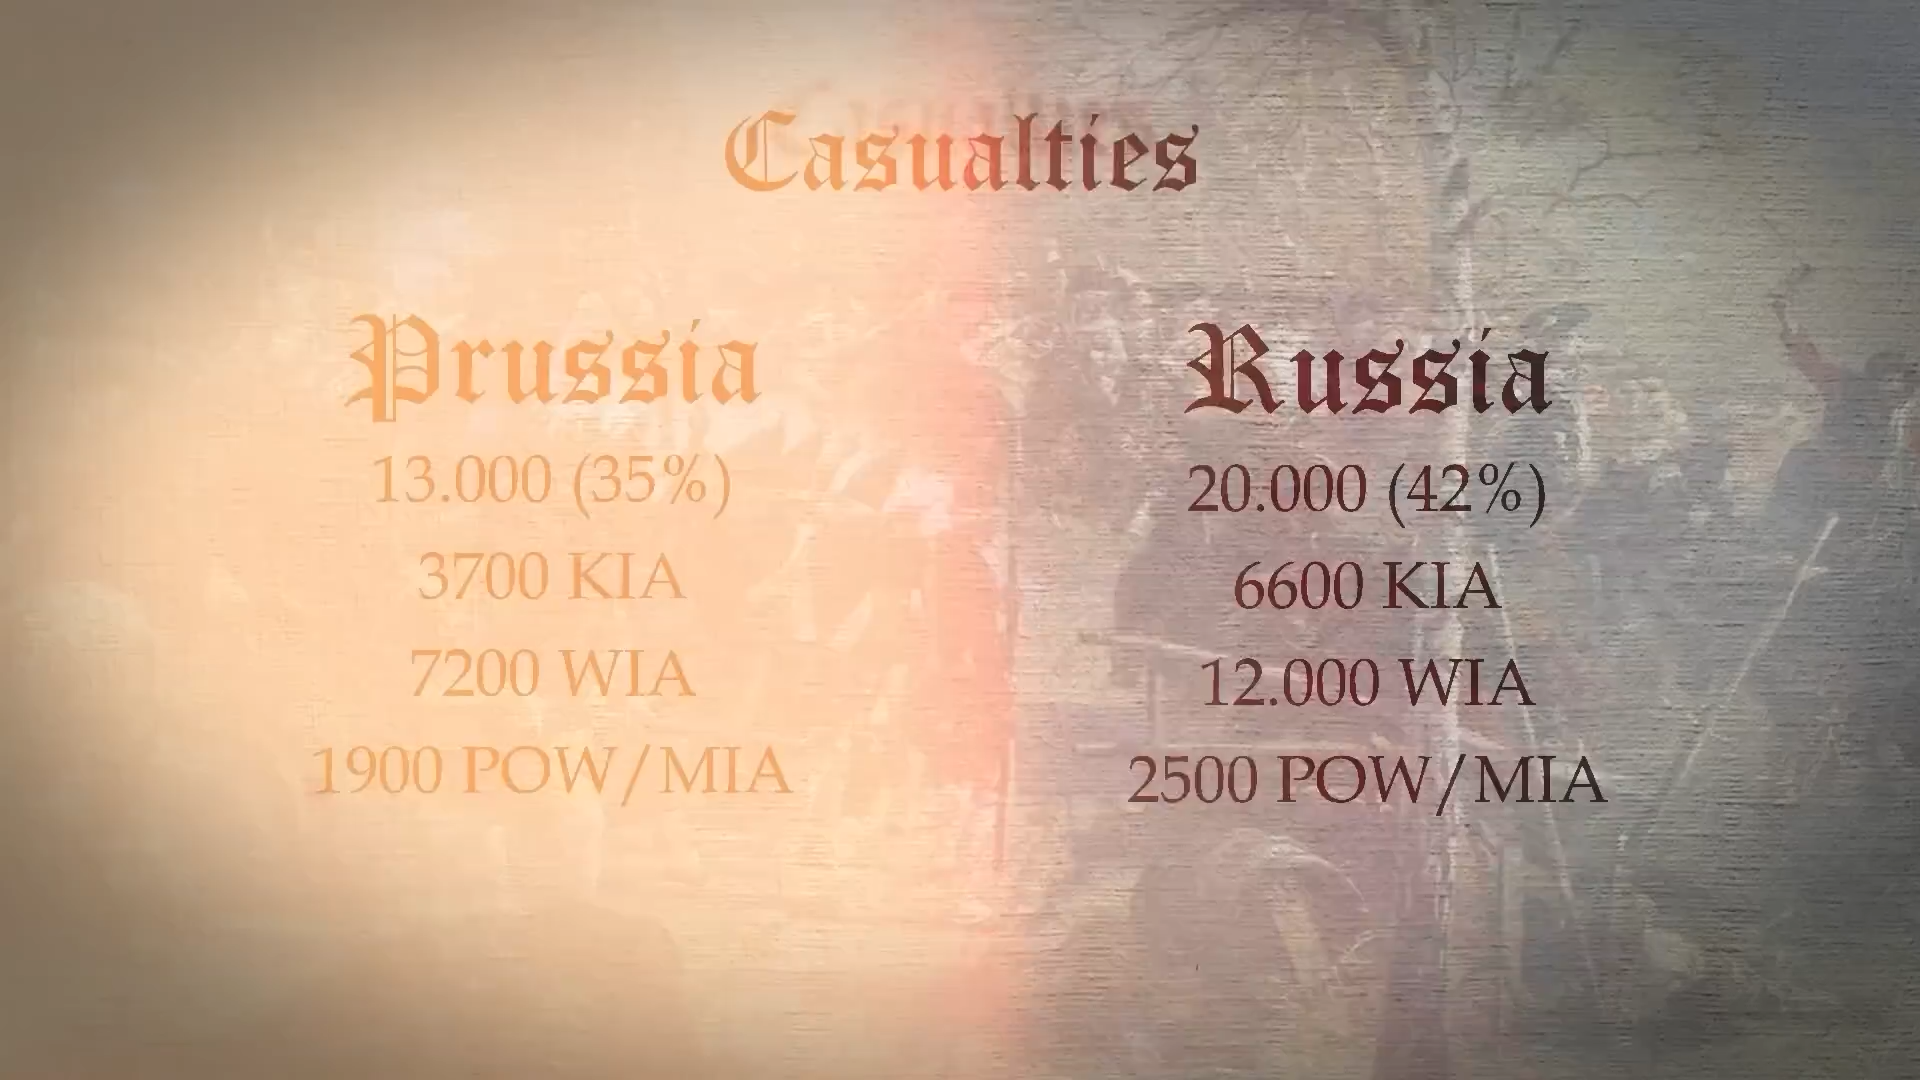 Casualties
Prussia
13.000 (35%)
3700 KIA
7200 WIA
1900 POW/MIA
Russia
20.000 (42%)
6600 KIA
12.000 WIA
2500 POW/MIA